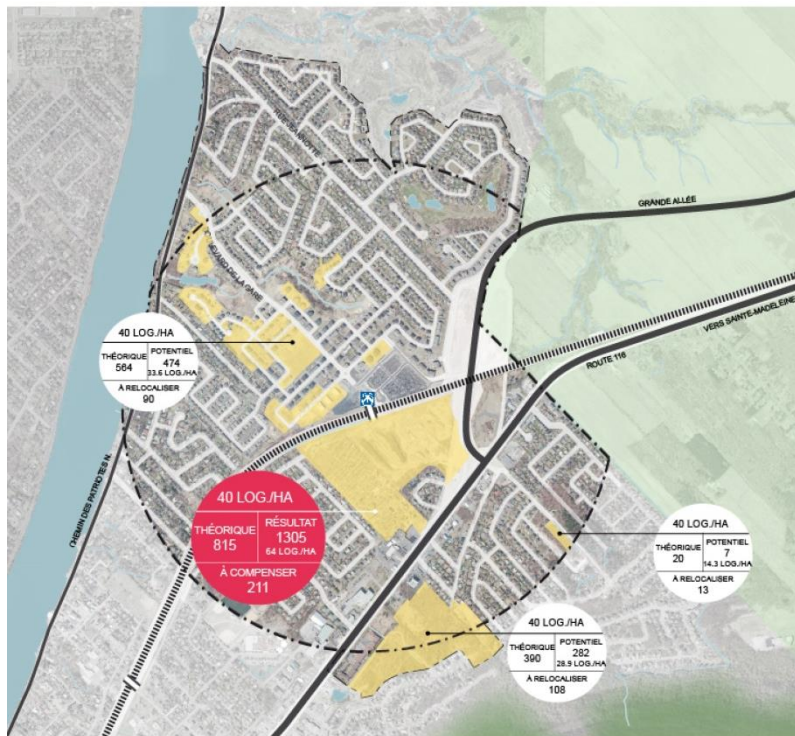 GRANDE ALLÉE
VERS SAINTE-MADELEINE
ROUTE 116
DE LA GARE
CHEMIN DES PATRIOTES N.
40 LOG./HA
THÉORIQUE
564
POTENTIEL
474
33.6 LOG./HA
À RELOCALISER
90
40 LOG./HA
THÉORIQUE
815
RÉSULTAT
1305
64 LOG./HA
À COMPENSER
211
40 LOG./HA
THÉORIQUE
20
POTENTIEL
7
14.3 LOG./HA
À RELOCALISER
13
40 LOG./HA
THÉORIQUE
390
POTENTIEL
282
28.9 LOG./HA
À RELOCALISER
108